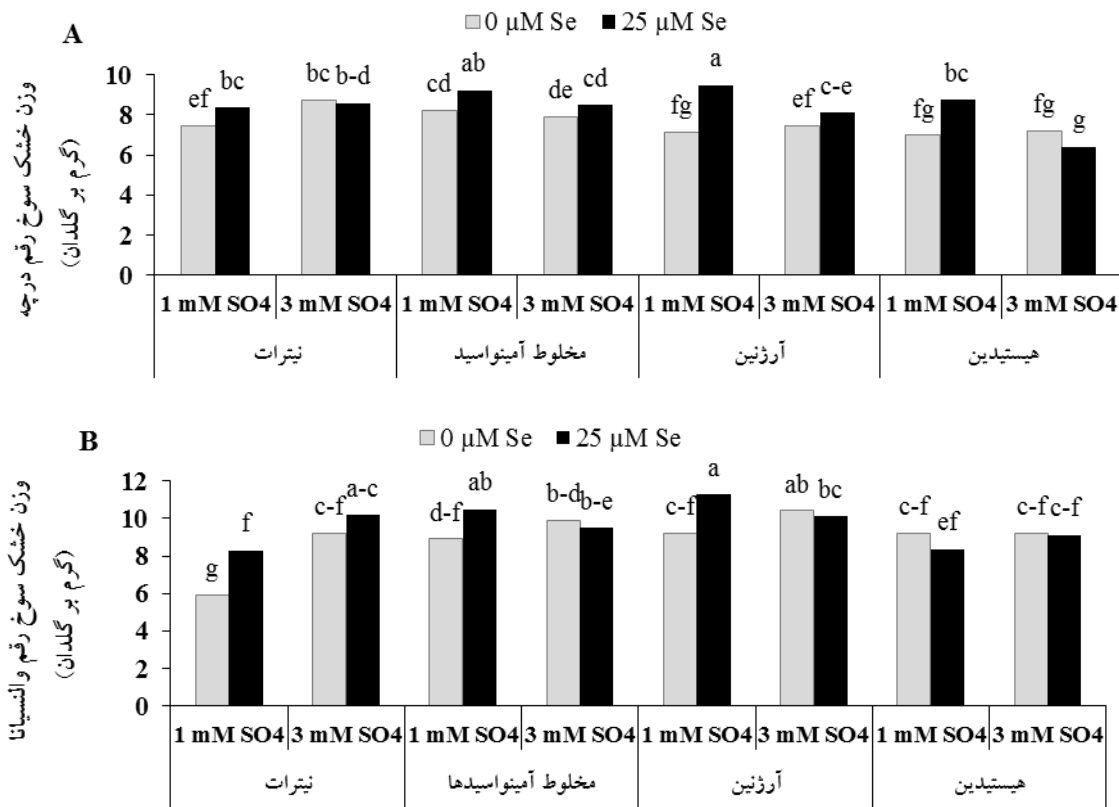 A
0 µM Se 25 µM Se
وزن خشک سوخ رقم درچه
(گرم بر گلدان)
10
8
6
4
2
0
ef bc bc b-d cd ab de cd fg a ef c-e fg bc fg g
1 mM SO4 3 mM SO4 1 mM SO4 3 mM SO4 1 mM SO4 3 mM SO4 1 mM SO4 3 mM SO4
نیترات
مخلوط آمینواسید
آرژنین
هیستیدین
B
0 µM Se 25 µM Se
وزن خشک سوخ رقم والنسیانا
(گرم بر گلدان)
12
10
8
6
4
2
0
g f c-f a-c d-f ab b-d b-e c-f a ab bc c-f ef c-f c-f
1 mM SO4 3 mM SO4 1 mM SO4 3 mM SO4 1 mM SO4 3 mM SO4 1 mM SO4 3 mM SO4
نیترات
مخلوط آمینواسیدها
آرژنین
هیستیدین